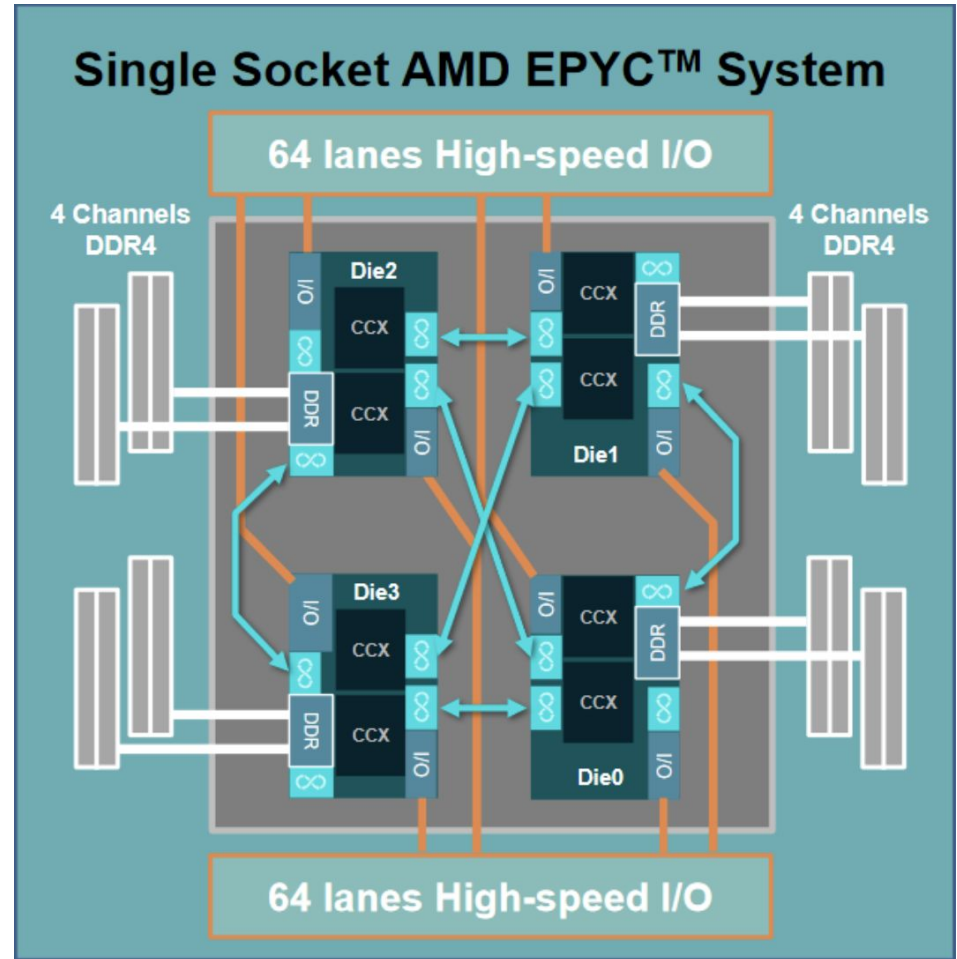 Single Socket AMD EPYC™ System
64 lanes High-speed I/O
4 Channels
DDR4
4 Channels
DDR4
Die2
I/O
CCX
∞
∞
DDR
CCX
∞
I/O
∞
I/O
CCX
∞
∞
DDR
CCX
∞
∞
Die1
I/O
Die3
I/O
CCX
∞
∞
DDR
CCX
∞
I/O
∞
I/O
CCX
∞
∞
DDR
CCX
∞
∞
Die0
I/O
64 lanes High-speed I/O